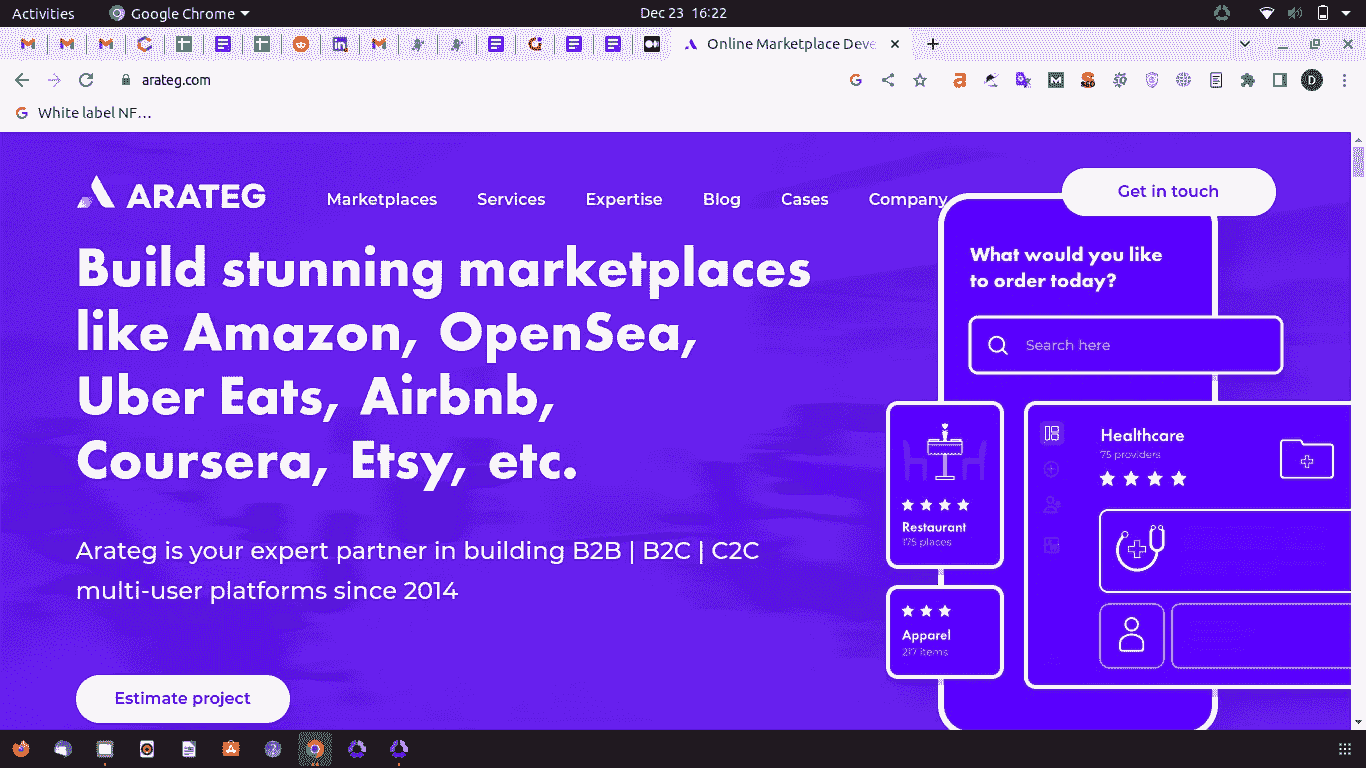 Activities
Google Chrome
Dec 23 16:22
Online Marketplace Deve
arateg.com
White label NF...
ARATEG
Marketplaces
Services
Expertise
Blog
Cases
Company
Get in touch
Build stunning marketplaces
like Amazon, OpenSea,
Uber Eats, Airbnb,
Coursera, Etsy, etc.
Arateg is your expert partner in building B2B | B2C | C2C
multi-user platforms since 2014
Estimate project
What would you like
to order today?
Search here
Restaurant
175 places
Apparel
217 items
Healthcare
75 providers
D